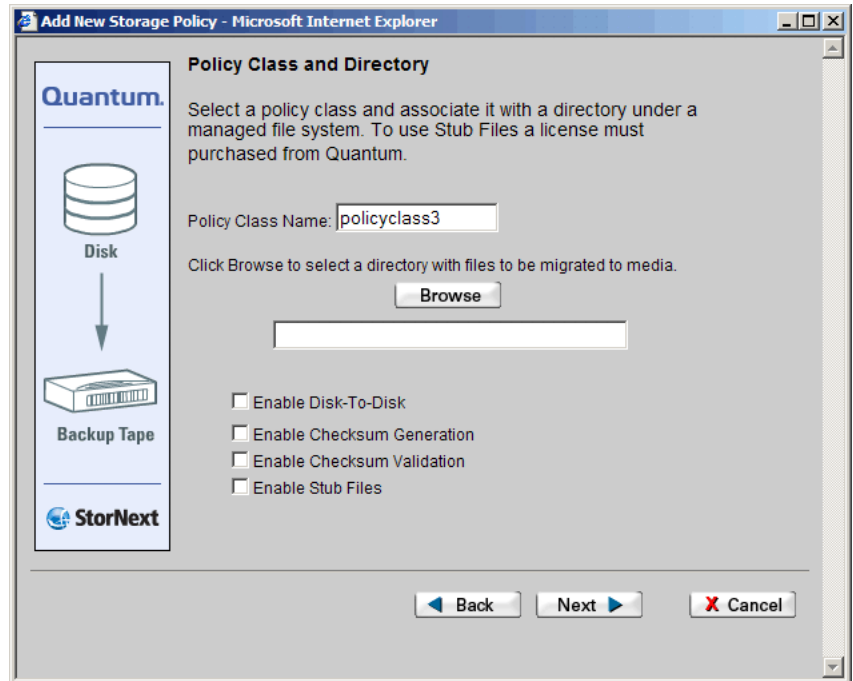 Add New Storage Policy - Microsoft Internet Explorer
Quantum.
Disk
Backup Tape
StorNext
Policy Class and Directory
Select a policy class and associate it with a directory under a
managed file system. To use Stub Files a license must
purchased from Quantum.
Policy Class Name: policyclass3
Click Browse to select a directory with files to be migrated to media.
Browse
Enable Disk-To-Disk
Enable Checksum Generation
Enable Checksum Validation
Enable Stub Files
Back Next X Cancel